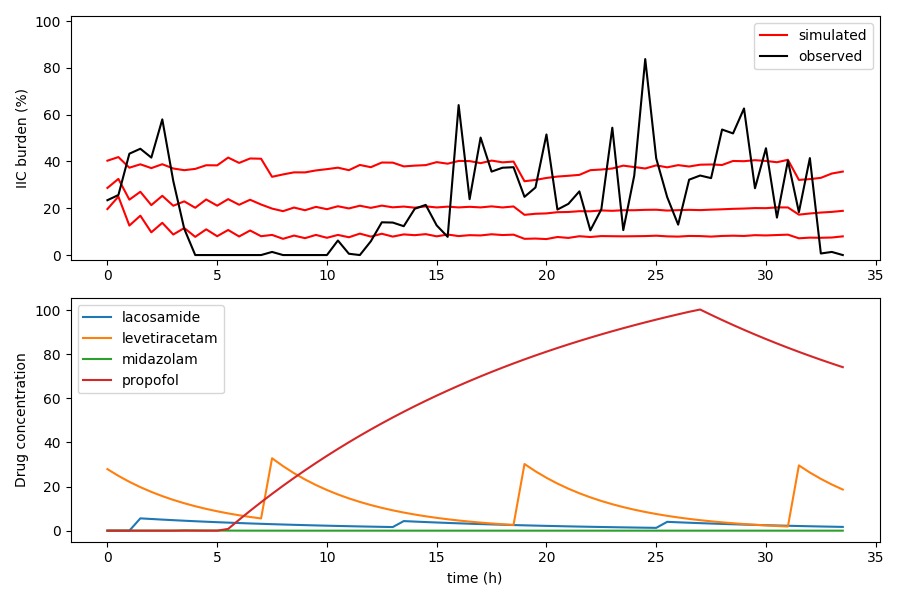 100
80
60
40
20
0
IIC burden (%)
simulated
observed
0 5 10 15 20 25 30 35
100
80
60
40
20
0
Drug concentration
lacosamide
levetiracetam
midazolam
propofol
0 5 10 15 20 25 30 35
time (h)